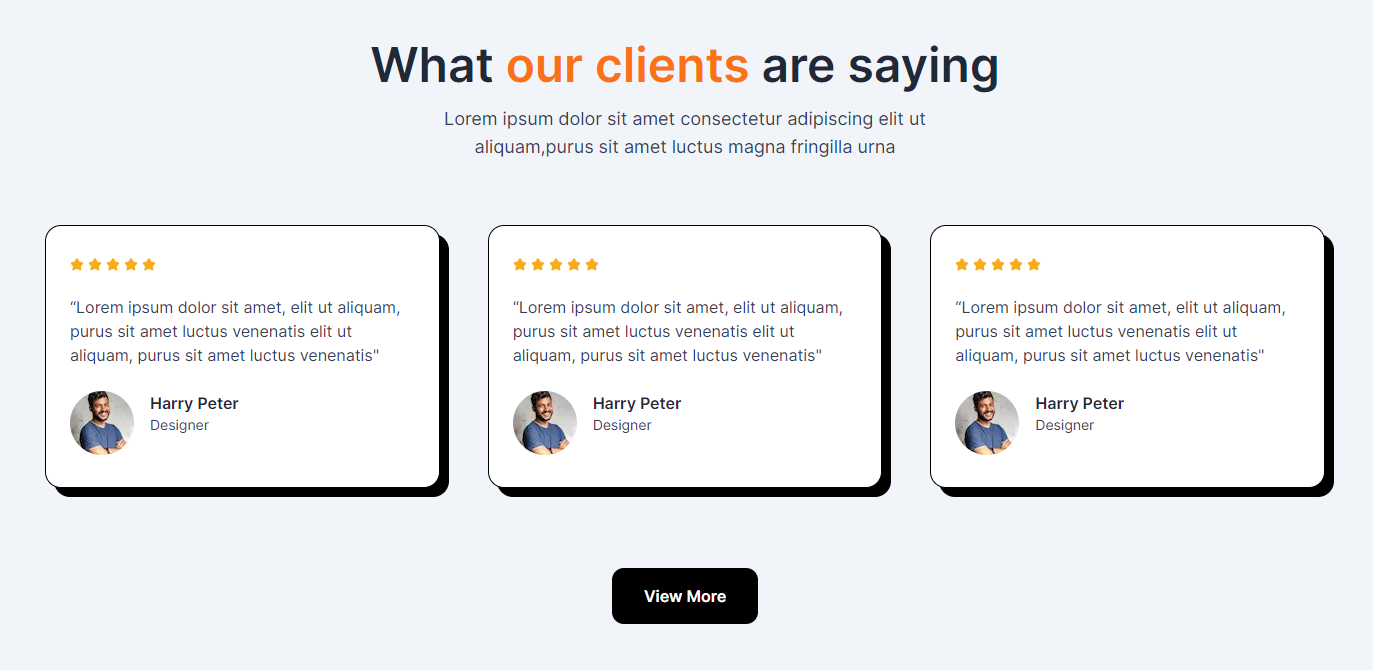 What our clients are saying
Lorem ipsum dolor sit amet consectetur adipiscing elit ut
aliquam,purus sit amet luctus magna fringilla urna
“Lorem ipsum dolor sit amet, elit ut aliquam,
purus sit amet luctus venenatis elit ut
aliquam, purus sit amet luctus venenatis"
Harry Peter
Designer
“Lorem ipsum dolor sit amet, elit ut aliquam,
purus sit amet luctus venenatis elit ut
aliquam, purus sit amet luctus venenatis"
Harry Peter
Designer
“Lorem ipsum dolor sit amet, elit ut aliquam,
purus sit amet luctus venenatis elit ut
aliquam, purus sit amet luctus venenatis"
Harry Peter
Designer
View More